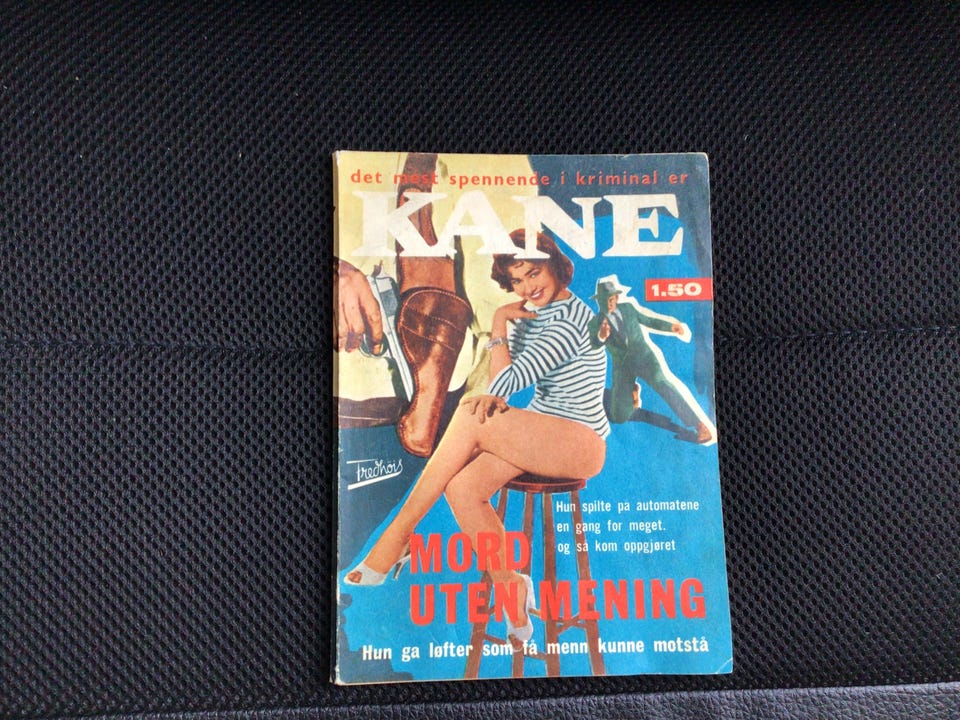 det mest spennende i kriminal er
KANE
1.50
Fredhøis
Hun spilte på automatene
en gang for meget.
og så kom oppgjøret
MORD
UTEN MENING
Hun ga løfter som få menn kunne motstå